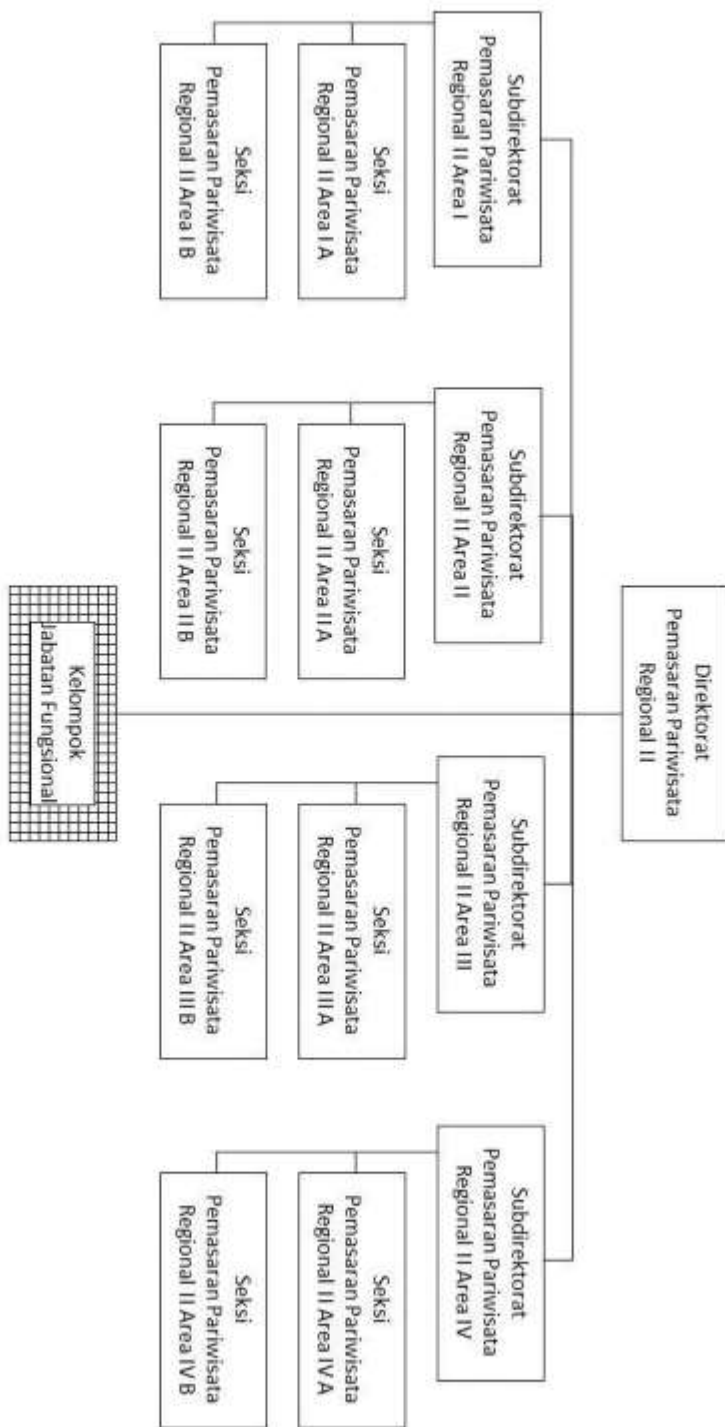 Direktorat
Pemasaran Pariwisata
Regional II
Subdirektorat
Pemasaran Pariwisata
Regional II Area I
Seksi
Pemasaran Pariwisata
Regional II Area I A
Seksi
Pemasaran Pariwisata
Regional II Area I B
Subdirektorat
Pemasaran Pariwisata
Regional II Area II
Seksi
Pemasaran Pariwisata
Regional II Area II A
Seksi
Pemasaran Pariwisata
Regional II Area II B
Subdirektorat
Pemasaran Pariwisata
Regional II Area III
Seksi
Pemasaran Pariwisata
Regional II Area III A
Seksi
Pemasaran Pariwisata
Regional II Area III B
Subdirektorat
Pemasaran Pariwisata
Regional II Area IV
Seksi
Pemasaran Pariwisata
Regional II Area IV A
Seksi
Pemasaran Pariwisata
Regional II Area IV B
Kelompok
Jabatan Fungsional